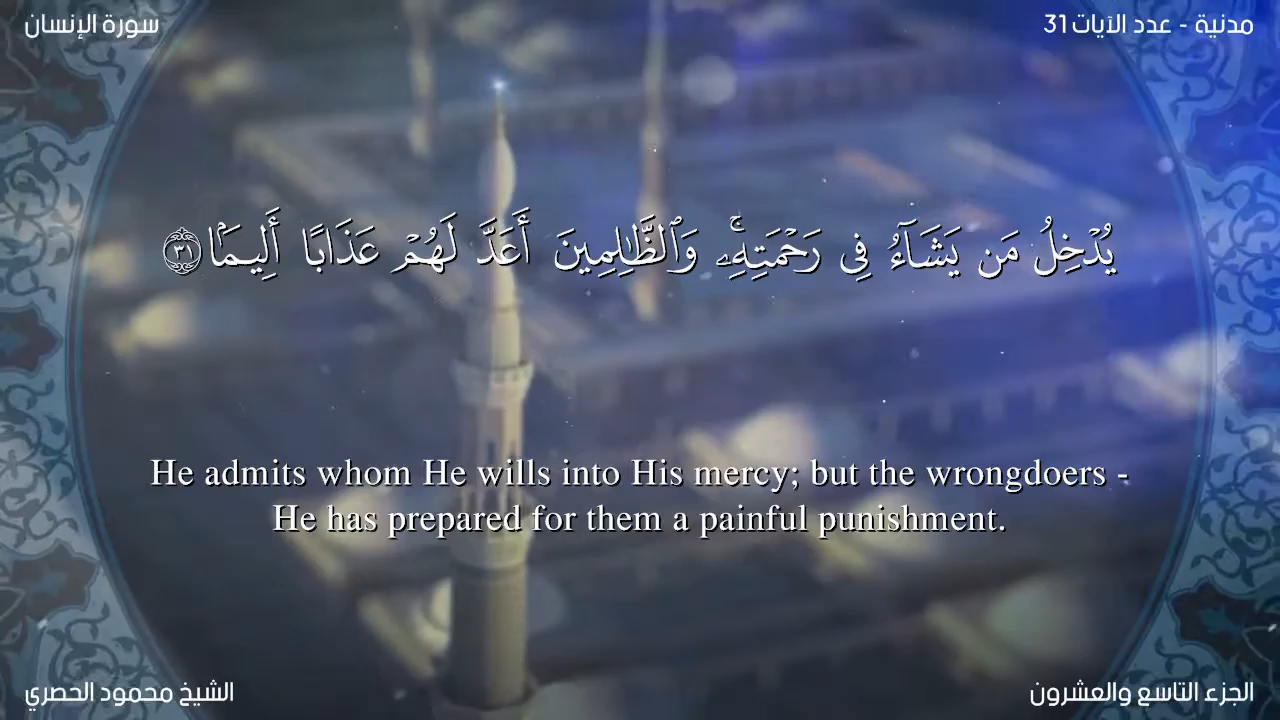 سورة الإنسان
مدنية - عدد الآيات 31
يُدْخِلُ مَن يَشَآءُ فِى رَحْمَتِهِۦۚ وَٱلظَّٰلِمِينَ أَعَدَّ لَهُمْ عَذَابًا أَلِيمَۢا ٣١
He admits whom He wills into His mercy; but the wrongdoers -
He has prepared for them a painful punishment.
الشيخ محمود الحصري
الجزء التاسع والعشرون